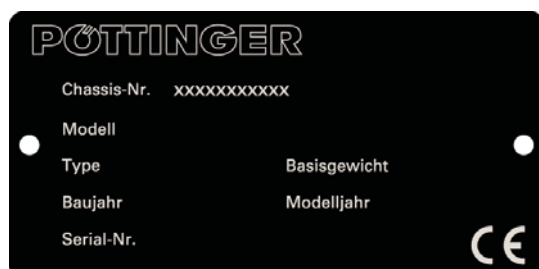 PÖTTINGER
Chassis-Nr. xxxxxxxxxxx
Modell
Type Basisgewicht
Baujahr Modelljahr
Serial-Nr.
CE